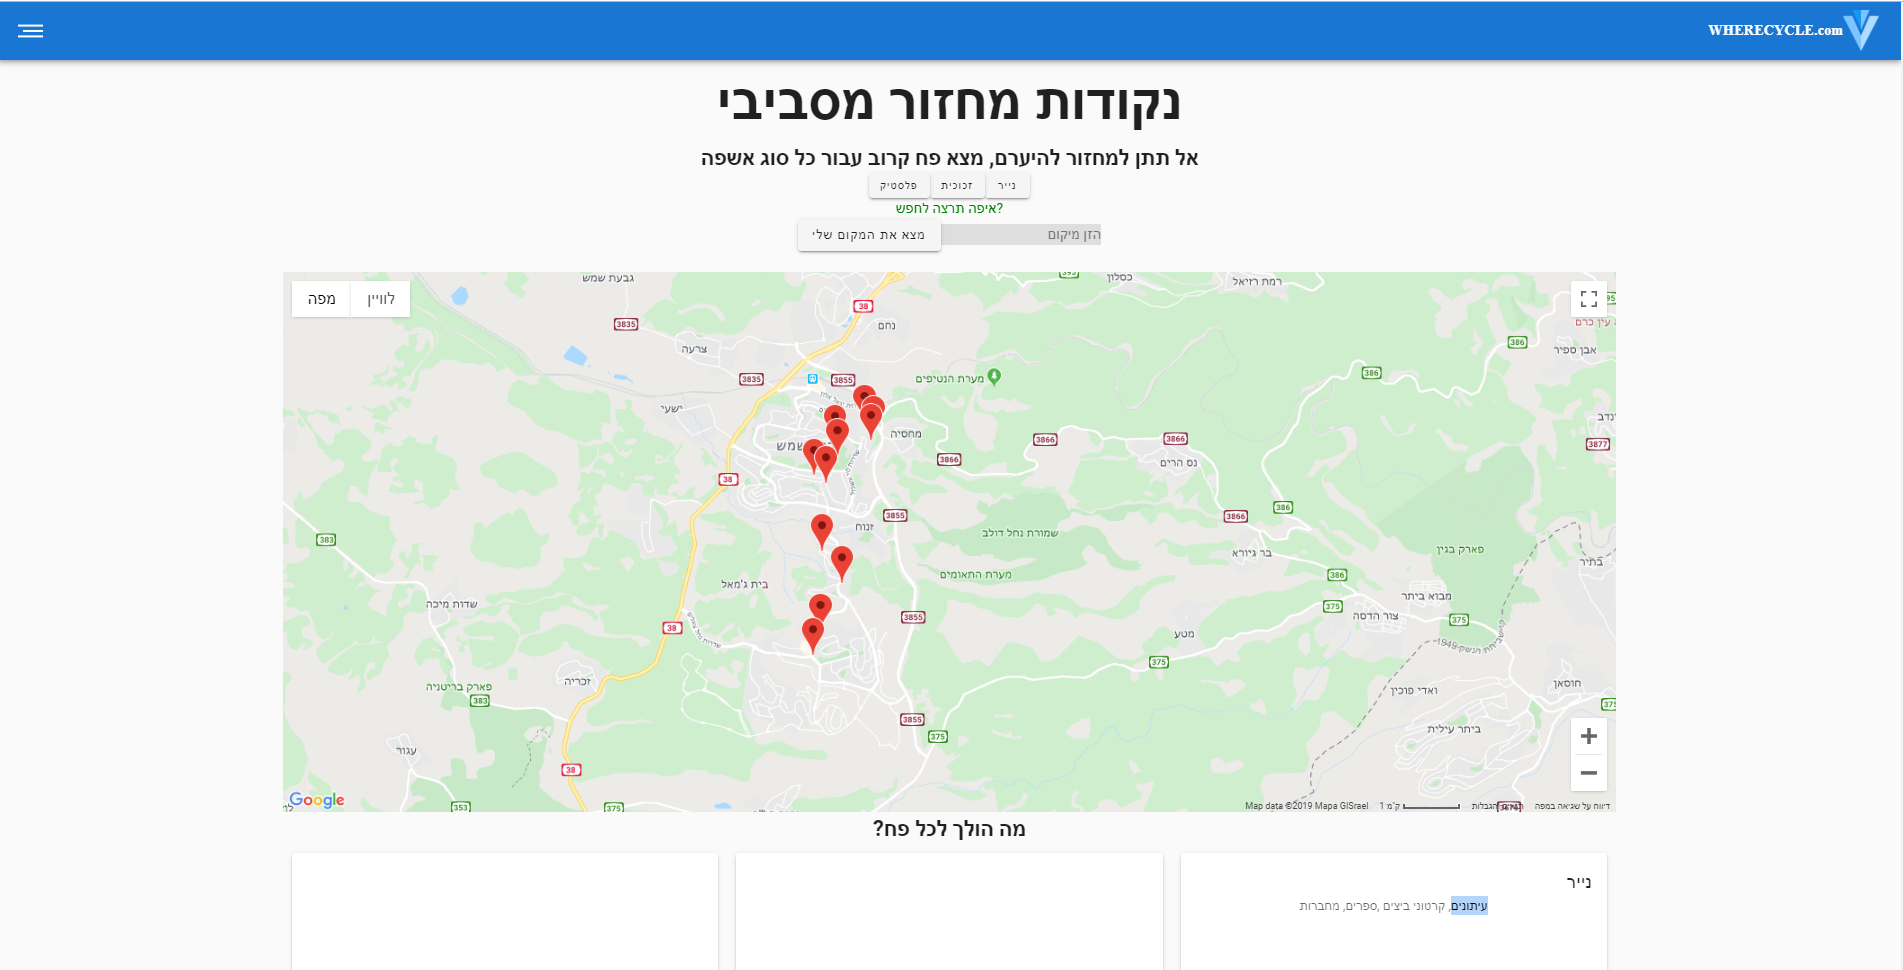 WHERECYCLE.com
נקודות מחזור מסביבי
אל תתן למחזור להיערם, מצא פח קרוב עבור כל סוג אשפה
נייר
זכוכית
פלסטיק
?איפה תרצה לחפש
הזן מיקום
מצא את המקום שלי
מפה
לוויין
גבעת שמש
כסלון
רמת רזיאל
395
38
נחם
3835
צרעה
עין כרם
אבן ספיר
386
386
3835
3855
מערת הנטיפים
ישעי
שמש
מחסיה
3866
3866
3866
3877
נס הרים
38
383
3855
זנוח
שמורת נחל דולב
3866
386
בר גיורא
פארק בגין
בתיר
בית ג'מאל
מערת התאומים
386
מבוא ביתר
שדות מיכה
375
צור הדסה
375
3855
38
מטע
375
זכריה
פארק בריטניה
383
ואדי פוכין
חוסאן
375
3855
375
ביתר עילית
עגור
38
353
375
Google
Map data ©2019 Mapa GISrael
1 ק"מ
דיווח על שגיאה במפה
מה הולך לכל פח?
נייר
עיתונים, קרטוני ביצים ,ספרים, מחברות